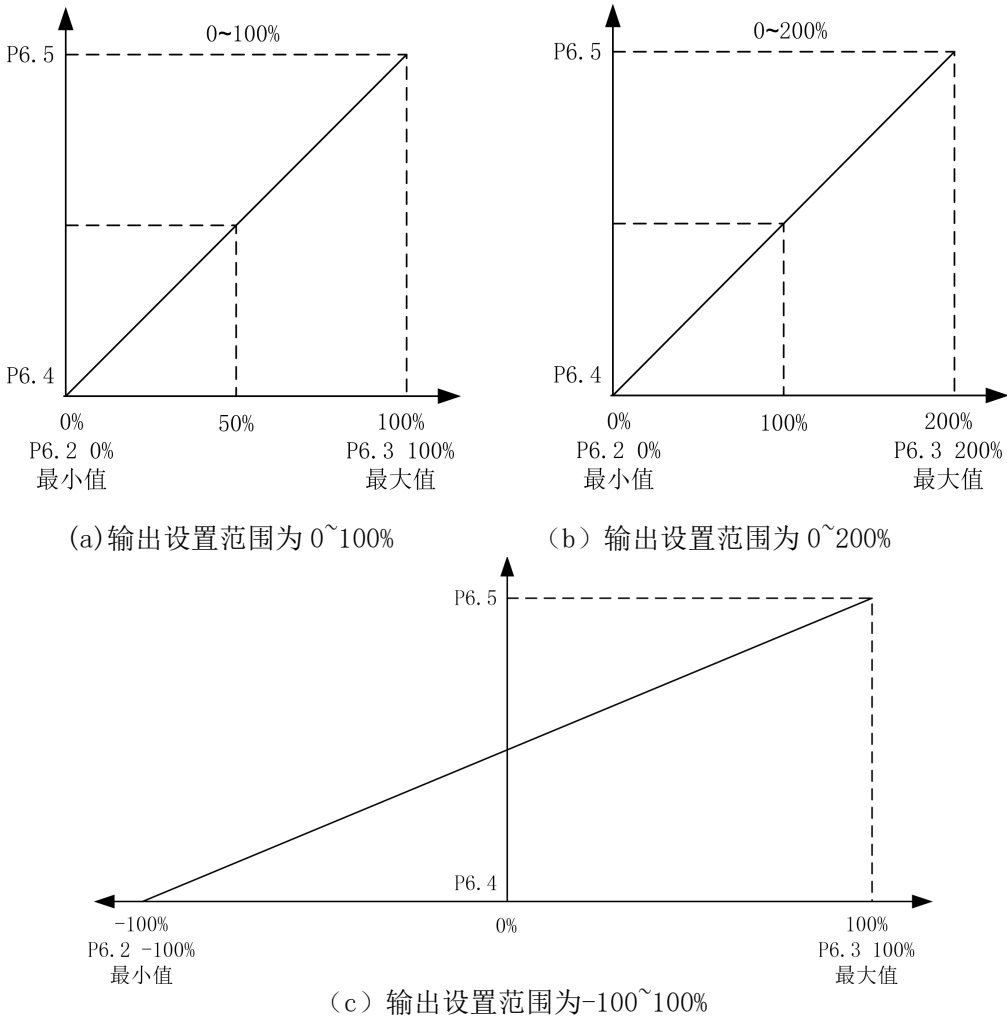 0~100%
P6.5
P6.4
0%
50%
100%
P6.2 0%
P6.3 100%
最小值
最大值
(a)输出设置范围为 0~100%
0~200%
P6.5
P6.4
0%
100%
200%
P6.2 0%
P6.3 200%
最小值
最大值
（b）输出设置范围为 0~200%
P6.5
P6.4
-100%
0%
100%
P6.2 -100%
P6.3 100%
最小值
最大值
（c）输出设置范围为-100~100%